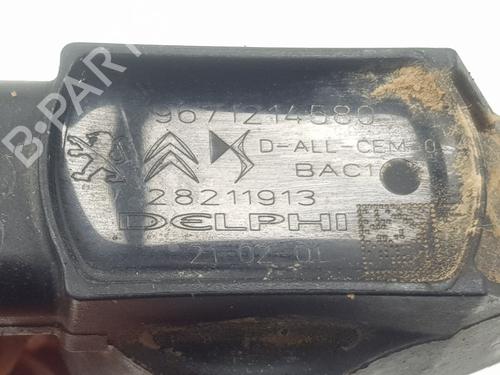 9671214580
D-ALL-CEM-0
BAC1
28211913
DELPHI
21-02-01
B-PARTS